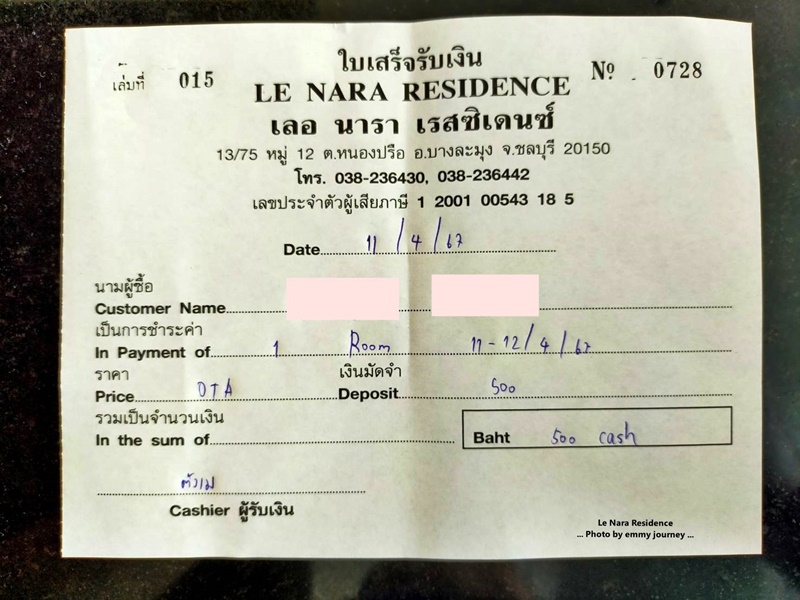 ใบเสร็จรับเงิน
เล่มที่ 015 Nº 0728
LE NARA RESIDENCE
เลอ นารา เรสซิเดนซ์
13/75 หมู่ 12 ต.หนองปรือ อ.บางละมุง จ.ชลบุรี 20150
โทร. 038-236430, 038-236442
เลขประจำตัวผู้เสียภาษี 1 2001 00543 18 5
Date 11/4/67
นามผู้ซื้อ
Customer Name
เป็นการชำระค่า
In Payment of 1 Room 11-12/4/67
ราคา เงินมัดจำ
Price OTA Deposit 500
รวมเป็นจำนวนเงิน
In the sum of Baht 500 cash
Cashier ผู้รับเงิน
Le Nara Residence
... Photo by emmy journey ...